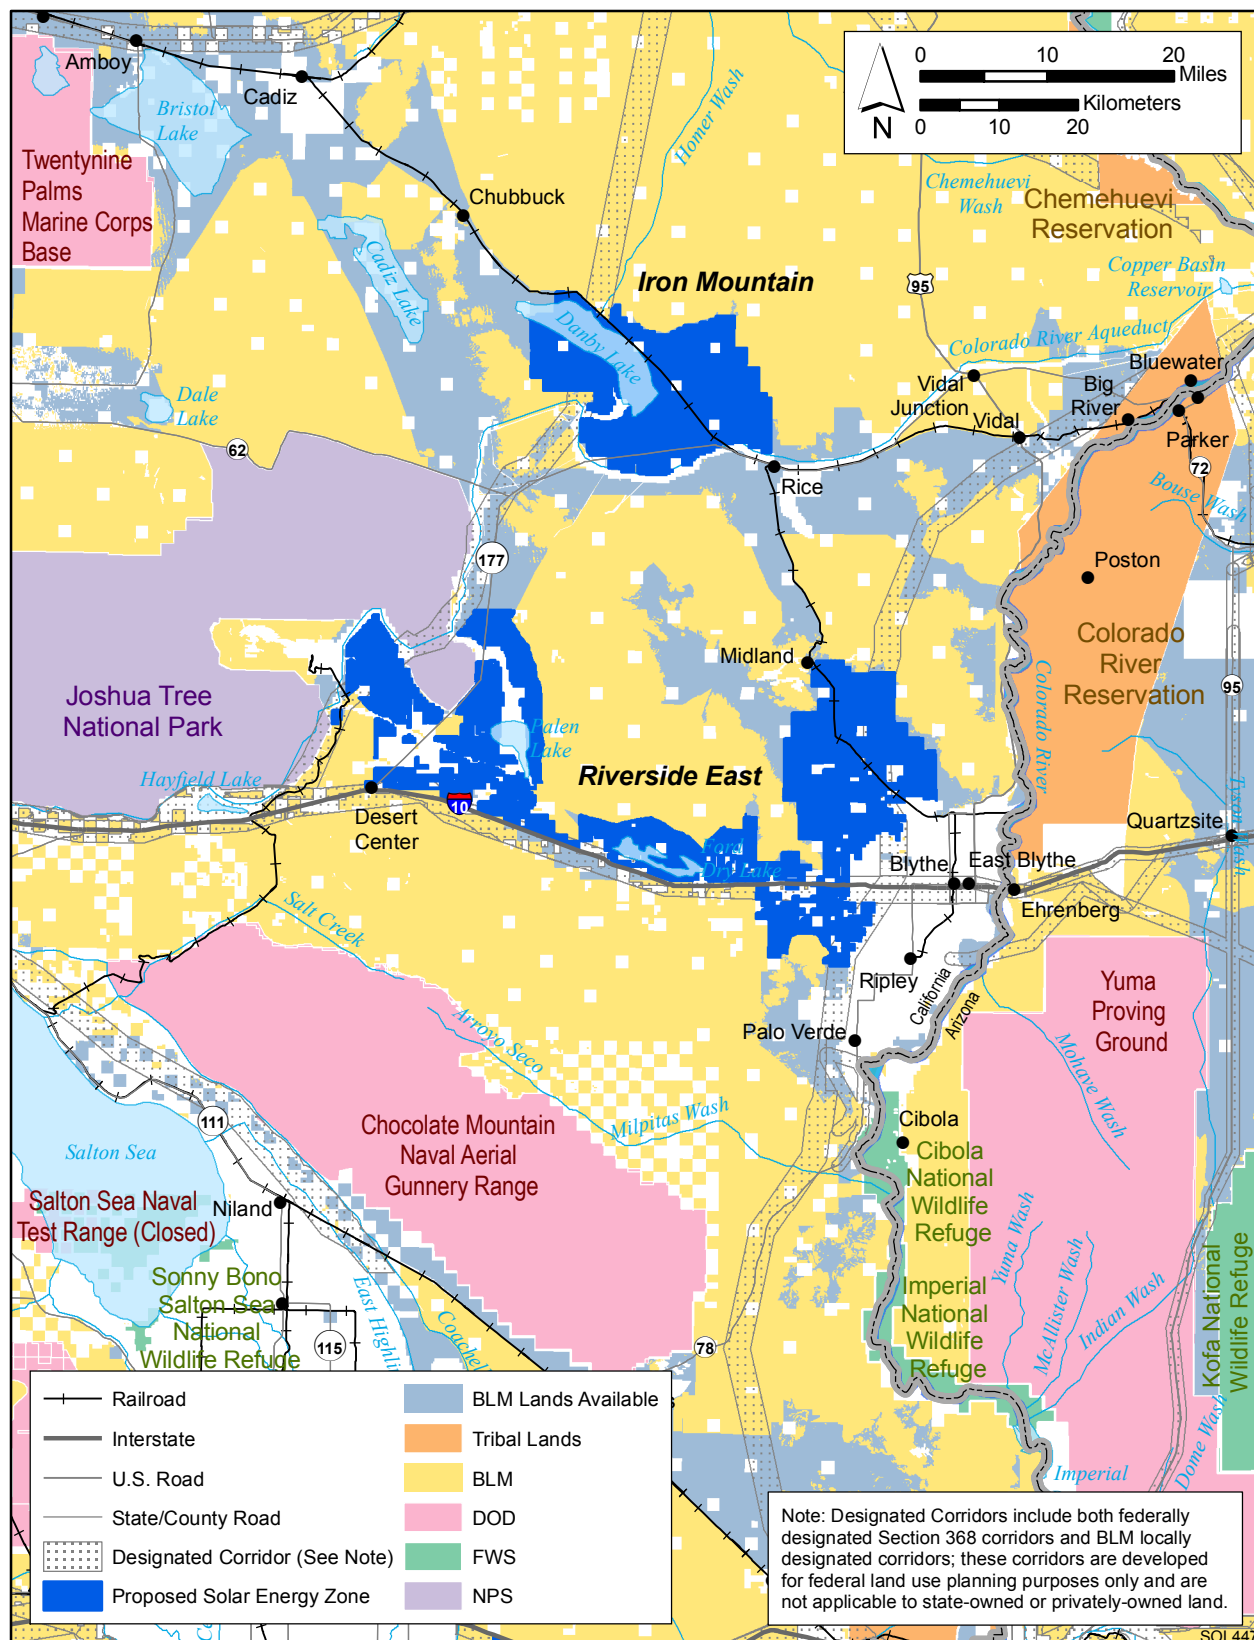 Amboy
Cadiz
Bristol
Lake
Homer Wash
0 10 20
Miles
Kilometers
0 10 20
N
Twentynine
Palms
Marine Corps
Base
Chubbuck
Chemehuevi
Wash
Chemehuevi
Reservation
Cadiz Lake
Iron Mountain
95
Copper Basin
Reservoir
Danby Lake
Colorado River Aqueduct
Bluewater
Dale
Lake
Vidal
Junction
Big
River
Vidal
Parker
62
Rice
72
Bouse Wash
177
Poston
Midland
Colorado
River
Reservation
Colorado River
95
Joshua Tree
National Park
Palen
Lake
Hayfield Lake
Riverside East
10
Desert
Center
Tyson Wash
Quartzsite
Ford
Dry Lake
Blythe
East Blythe
Ehrenberg
Salt Creek
Ripley
California
Arizona
Yuma
Proving
Ground
Arroyo Seco
Palo Verde
Mohave Wash
111
Chocolate Mountain
Naval Aerial
Gunnery Range
Milpitas Wash
Cibola
Cibola
National
Wildlife
Refuge
Salton Sea
Salton Sea Naval
Test Range (Closed)
Niland
Yuma Wash
McAllister Wash
Indian Wash
Kofa National
Wildlife Refuge
Sonny Bono
Salton Sea
National
Wildlife Refuge
East Highli
Coachell
Imperial
National
Wildlife
Refuge
115
78
Dome Wash
Imperial
Railroad
Interstate
U.S. Road
State/County Road
Designated Corridor (See Note)
Proposed Solar Energy Zone
BLM Lands Available
Tribal Lands
BLM
DOD
FWS
NPS
Note: Designated Corridors include both federally
designated Section 368 corridors and BLM locally
designated corridors; these corridors are developed
for federal land use planning purposes only and are
not applicable to state-owned or privately-owned land.
SOL447